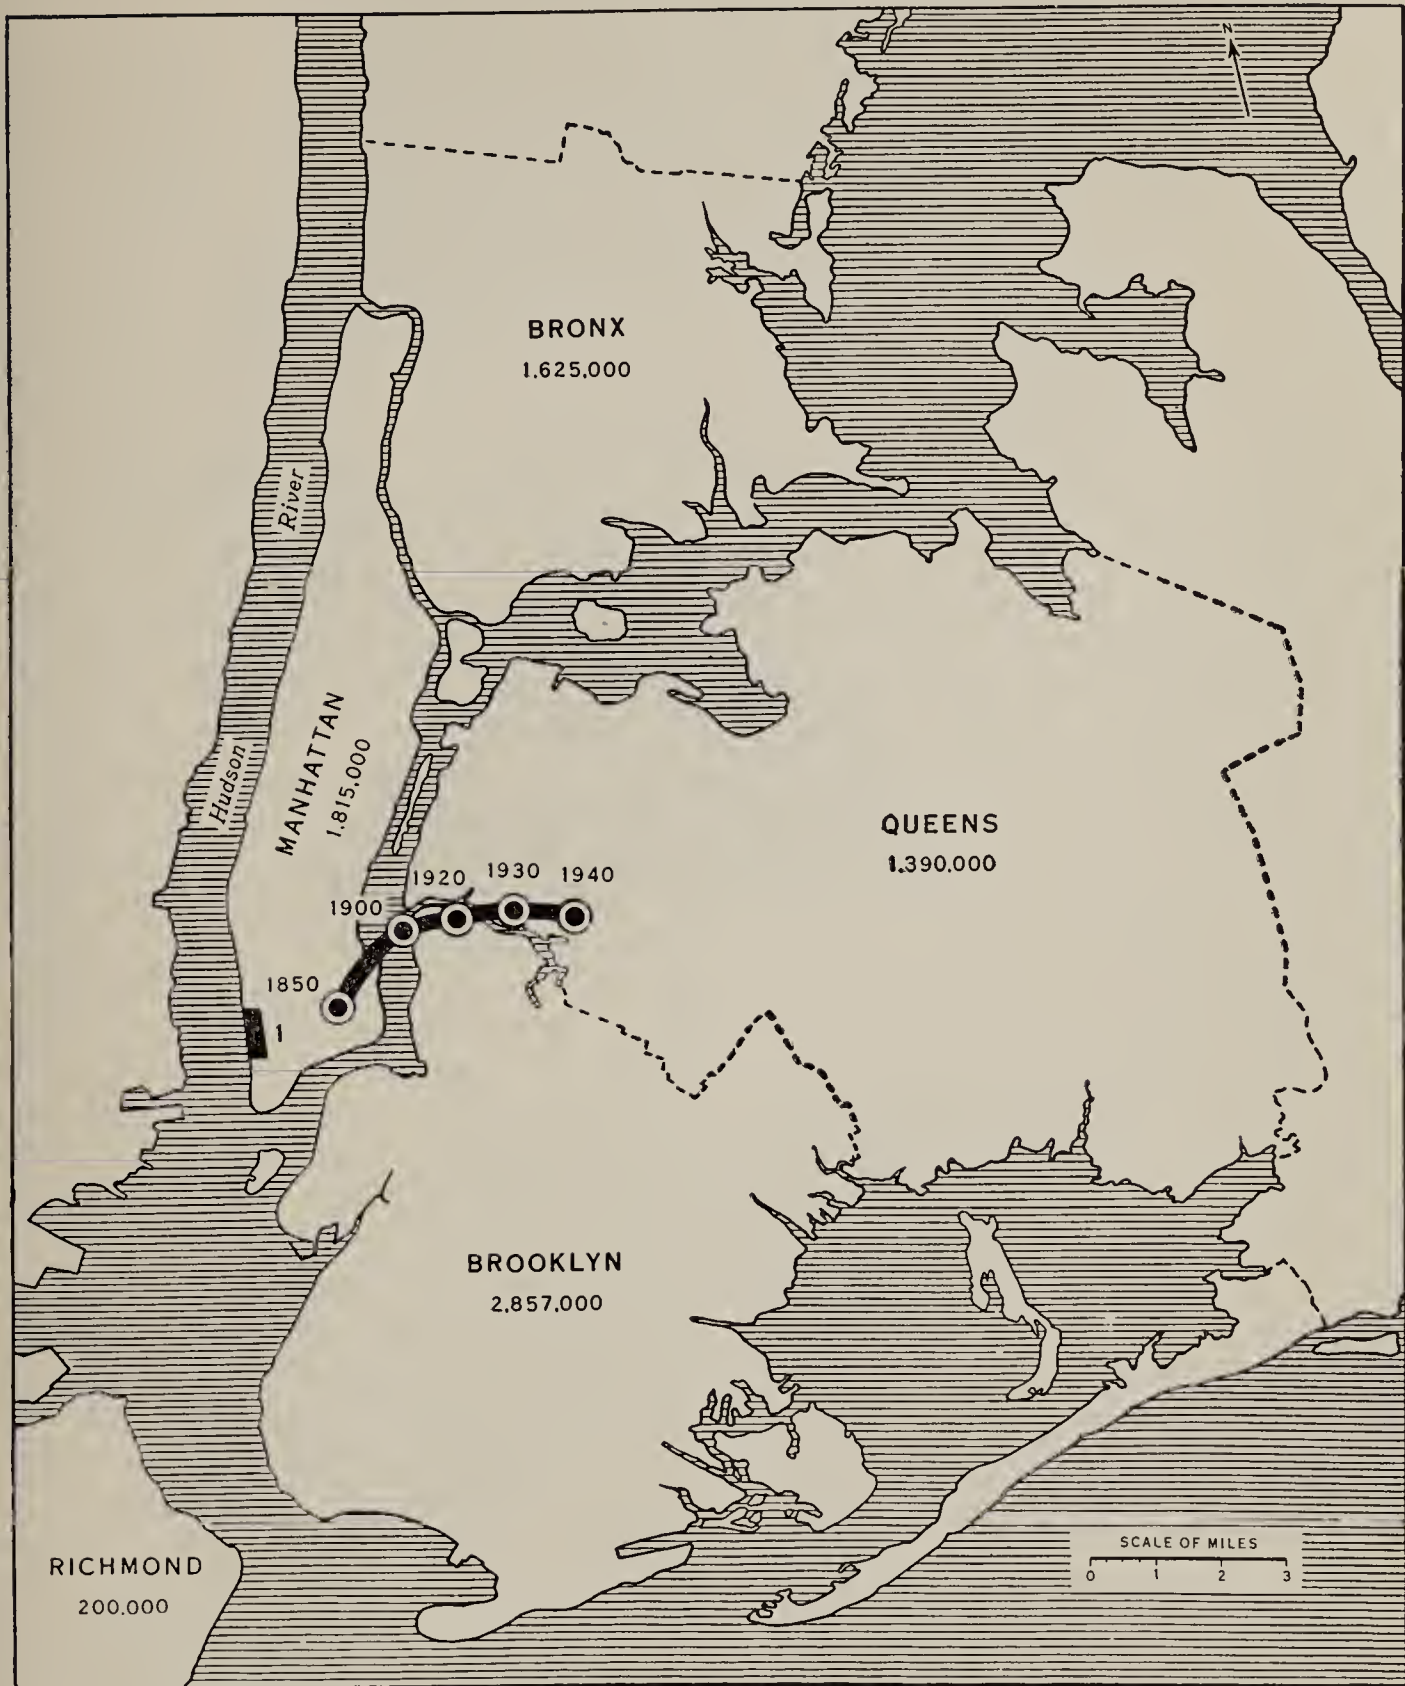 N
BRONX
1.625,000
River
Hudson
MANHATTAN
1.815,000
QUEENS
1.390,000
1920
1930
1940
1900
1850
1
BROOKLYN
2,857,000
SCALE OF MILES
0 1 2 3
RICHMOND
200.000